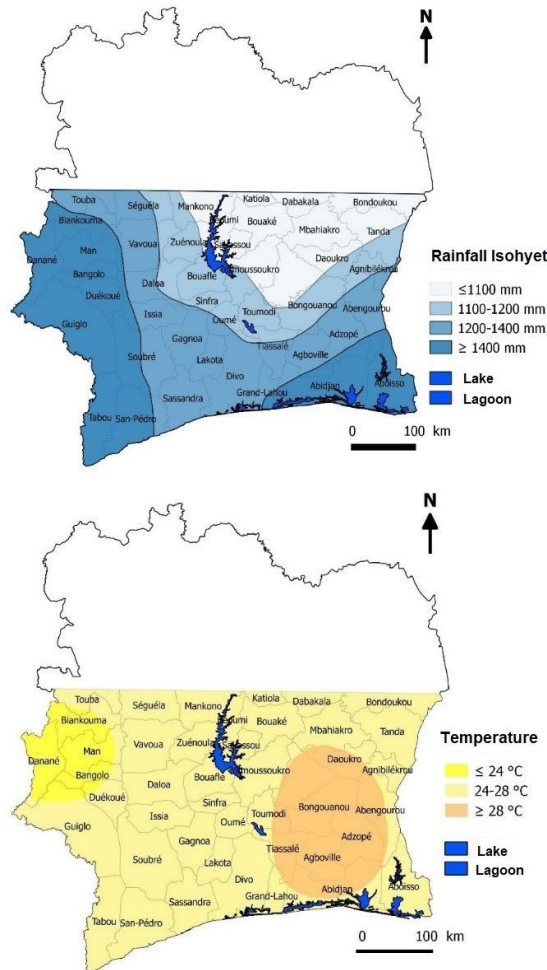 N
Touba Séguéla Mankono Katiola Dabakala Bondoukou
Biankouma Bouaké Mbahiakro Tanda
Danané Man Vavoua Zuénoula
Bangolo Daoukro Agnibilékrou
Duékoué Daloa Bouaflé
Guiglo Issia Sinfra Oumé Toumodi Bongouanou Abengourou
Soubré Gagnoa Lakota Tiassalé Agboville Adzopé
Divo
Sassandra Grand-Lahou Abidjan Aboisso
Tabou San-Pédro
Rainfall Isohyet
≤1100 mm
1100-1200 mm
1200-1400 mm
≥ 1400 mm
Lake
Lagoon
0 100 km
N
Touba Séguéla Mankono Katiola Dabakala Bondoukou
Biankouma Bouaké Mbahiakro Tanda
Danané Man Vavoua Zuénoula
Bangolo Daoukro Agnibilékrou
Duékoué Daloa Bouaflé
Guiglo Issia Sinfra Oumé Toumodi Bongouanou Abengourou
Soubré Gagnoa Lakota Tiassalé Agboville Adzopé
Divo
Sassandra Grand-Lahou Abidjan Aboisso
Tabou San-Pédro
Temperature
≤ 24 °C
24-28 °C
≥ 28 °C
Lake
Lagoon
0 100 km